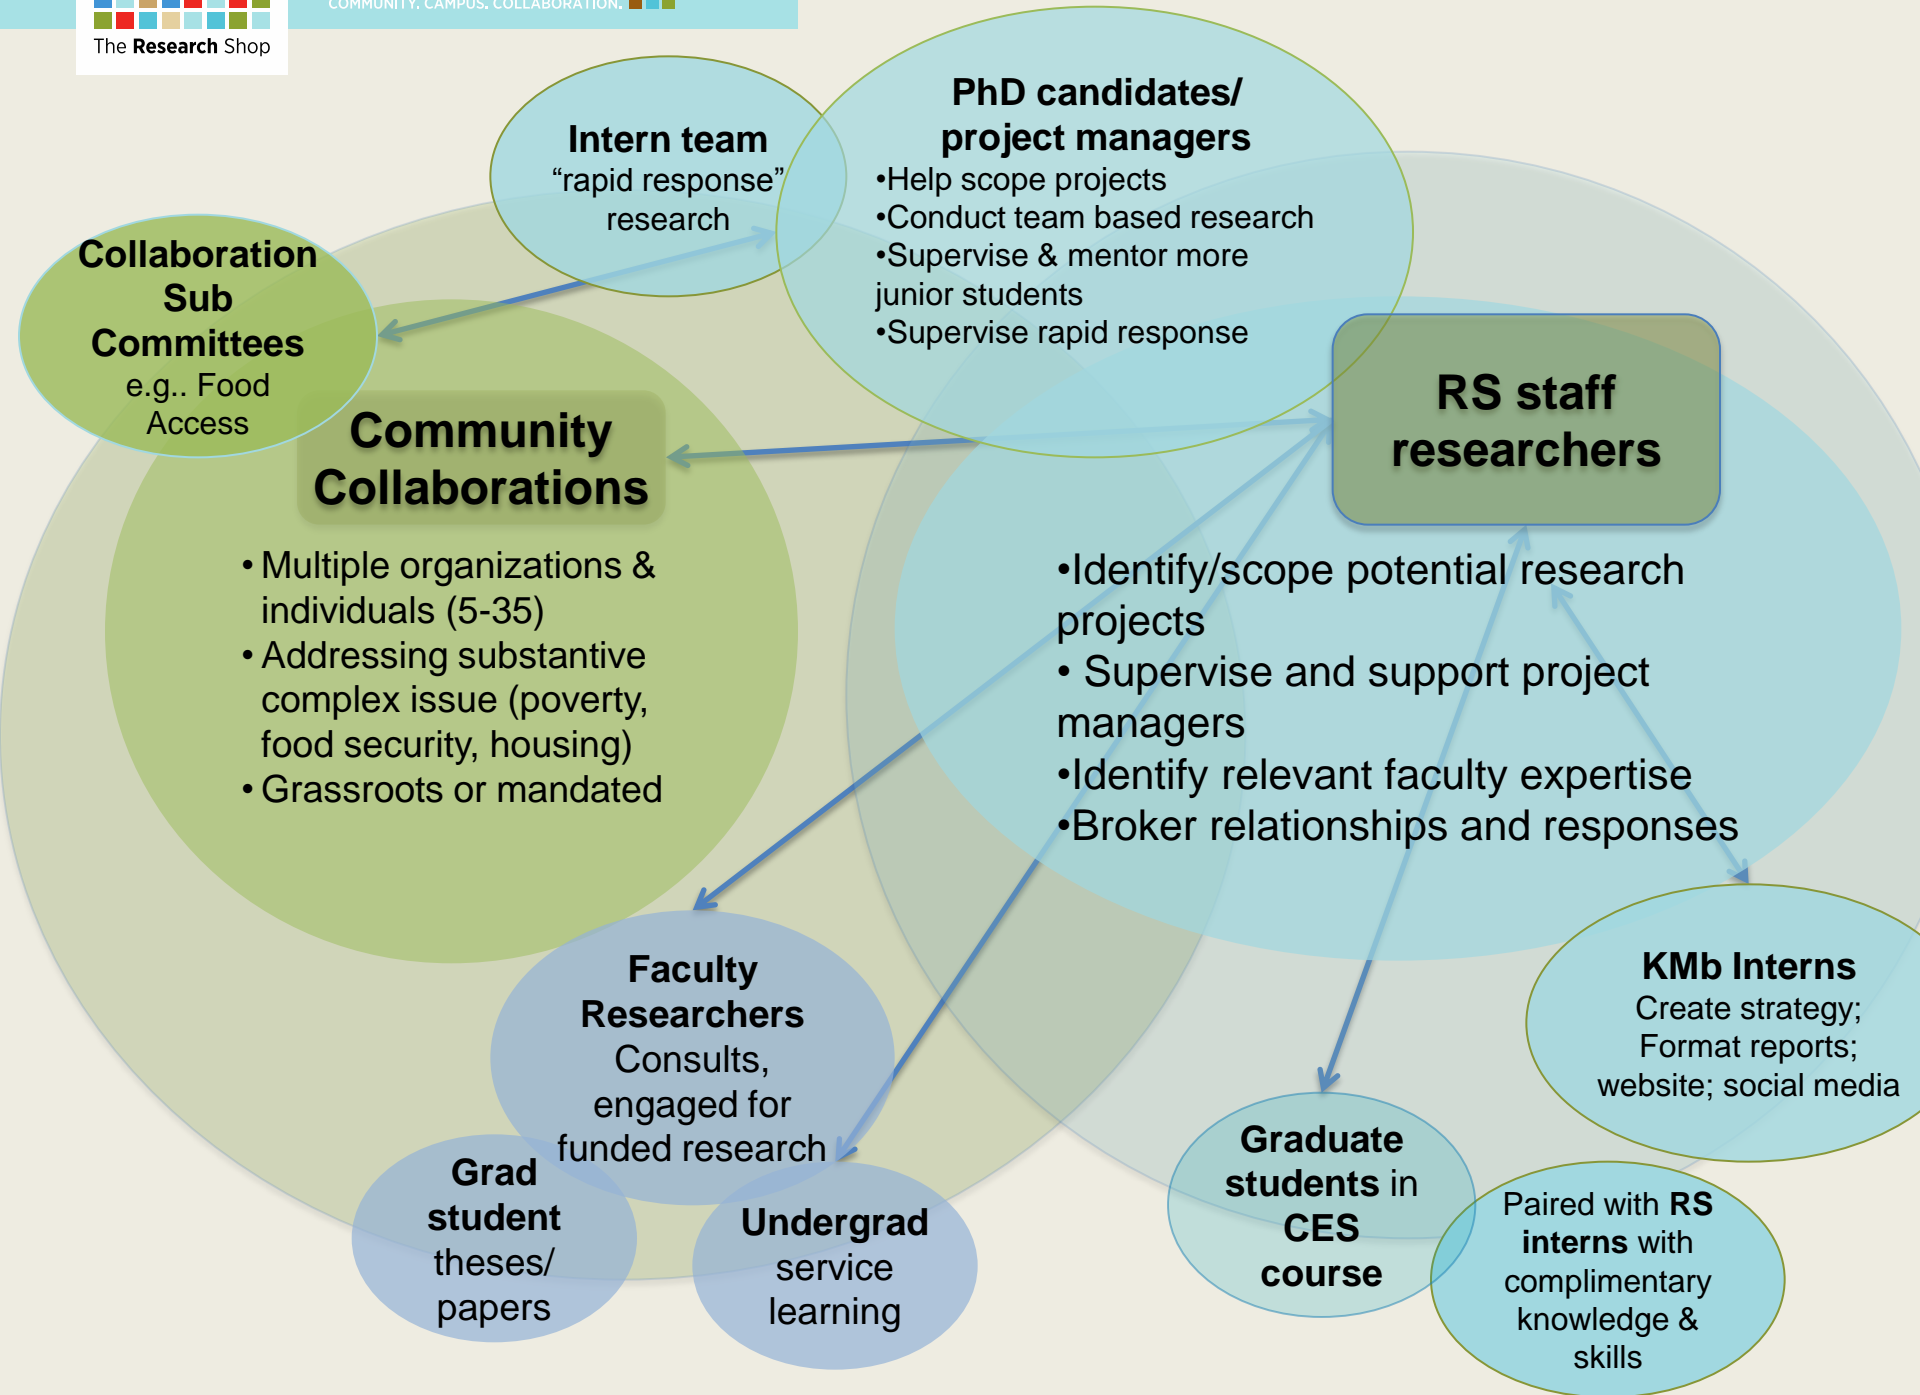 COMMUNITY. CAMPUS. COLLABORATION.
The Research Shop
PhD candidates/
project managers
•Help scope projects
•Conduct team based research
•Supervise & mentor more
junior students
•Supervise rapid response
Intern team
“rapid response”
research
Collaboration
Sub
Committees
e.g.. Food
Access
Community
Collaborations
• Multiple organizations &
individuals (5-35)
• Addressing substantive
complex issue (poverty,
food security, housing)
• Grassroots or mandated
RS staff
researchers
•Identify/scope potential research
projects
• Supervise and support project
managers
•Identify relevant faculty expertise
•Broker relationships and responses
Faculty
Researchers
Consults,
engaged for
funded research
Grad
student
theses/
papers
Undergrad
service
learning
Graduate
students in
CES
course
KMb Interns
Create strategy;
Format reports;
website; social media
Paired with RS
interns with
complimentary
knowledge &
skills